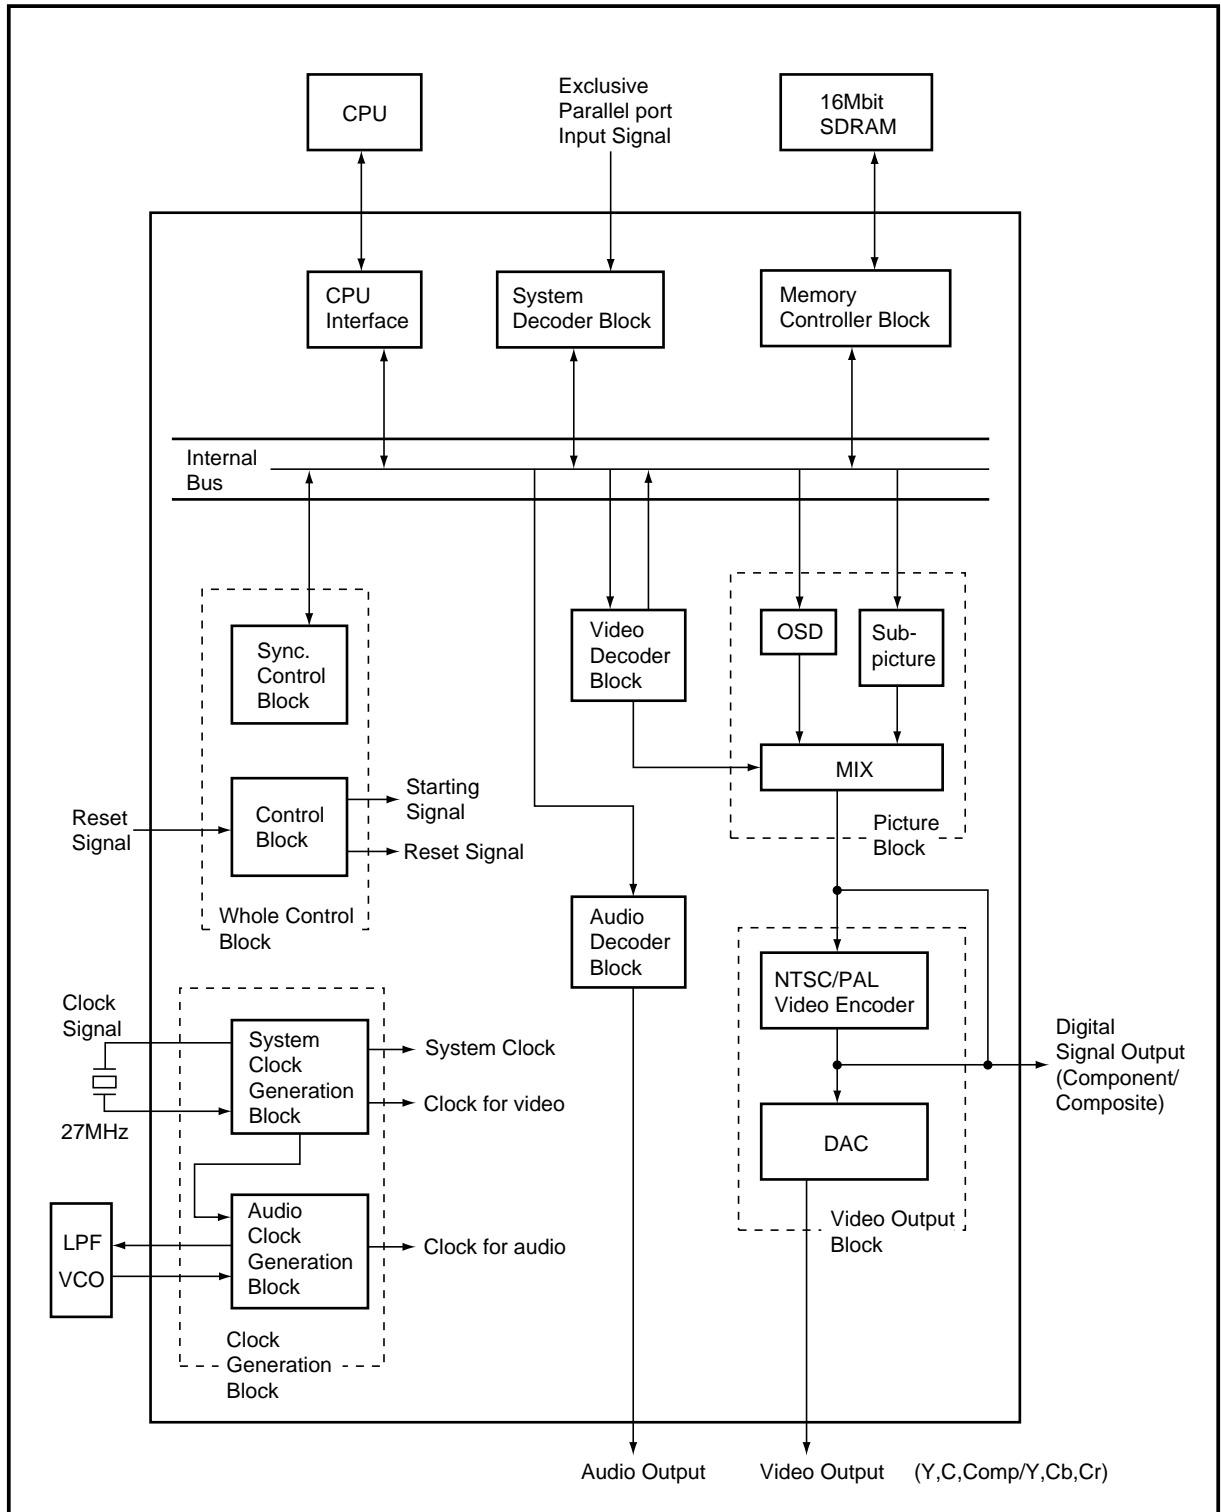 CPU
Exclusive
Parallel port
Input Signal
16Mbit
SDRAM
CPU
Interface
System
Decoder Block
Memory
Controller Block
Internal
Bus
Sync.
Control
Block
Video
Decoder
Block
OSD
Sub-
picture
MIX
Picture
Block
Reset
Signal
Control
Block
Starting
Signal
Reset Signal
Whole Control
Block
Audio
Decoder
Block
NTSC/PAL
Video Encoder
Digital
Signal Output
(Component/
Composite)
DAC
Video Output
Block
Clock
Signal
27MHz
System
Clock
Generation
Block
System Clock
Clock for video
LPF
VCO
Audio
Clock
Generation
Block
Clock for audio
Clock
Generation
Block
Audio Output
Video Output (Y,C,Comp/Y,Cb,Cr)